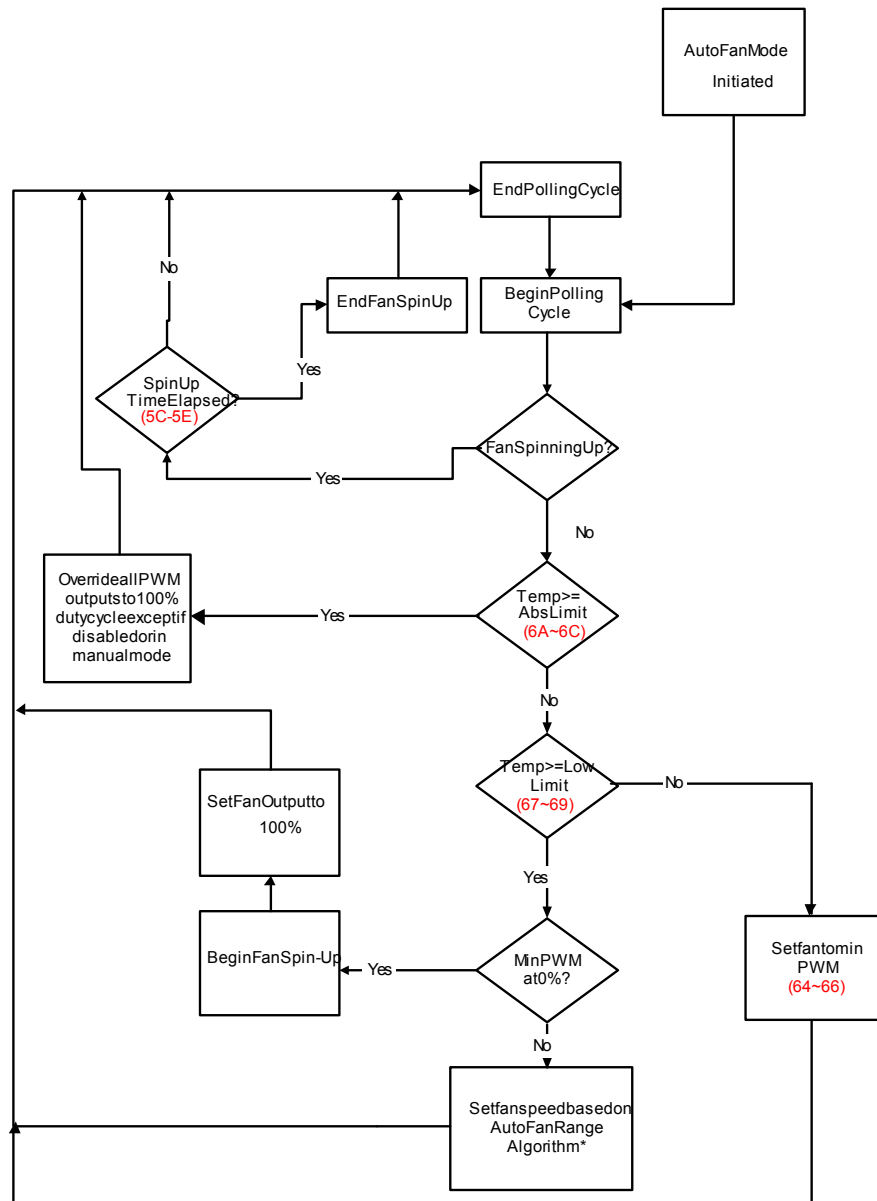 AutoFanMode
Initiated
EndPollingCycle
BeginPolling
Cycle
No
EndFanSpinUp
Yes
SpinUp
TimeElapsed?
(5C-5E)
FanSpinningUp?
Yes
No
OverrideallPWM
outputsto100%
dutycycleexceptif
disabledorin
manualmode
Yes
Temp>=
AbsLimit
(6A~6C)
No
Temp>=Low
Limit
(67~69)
No
SetFanOutputto
100%
Yes
BeginFanSpin-Up
Yes
MinPWM
at0%?
Setfantomin
PWM
(64~66)
No
Setfanspeedbasedon
AutoFanRange
Algorithm*